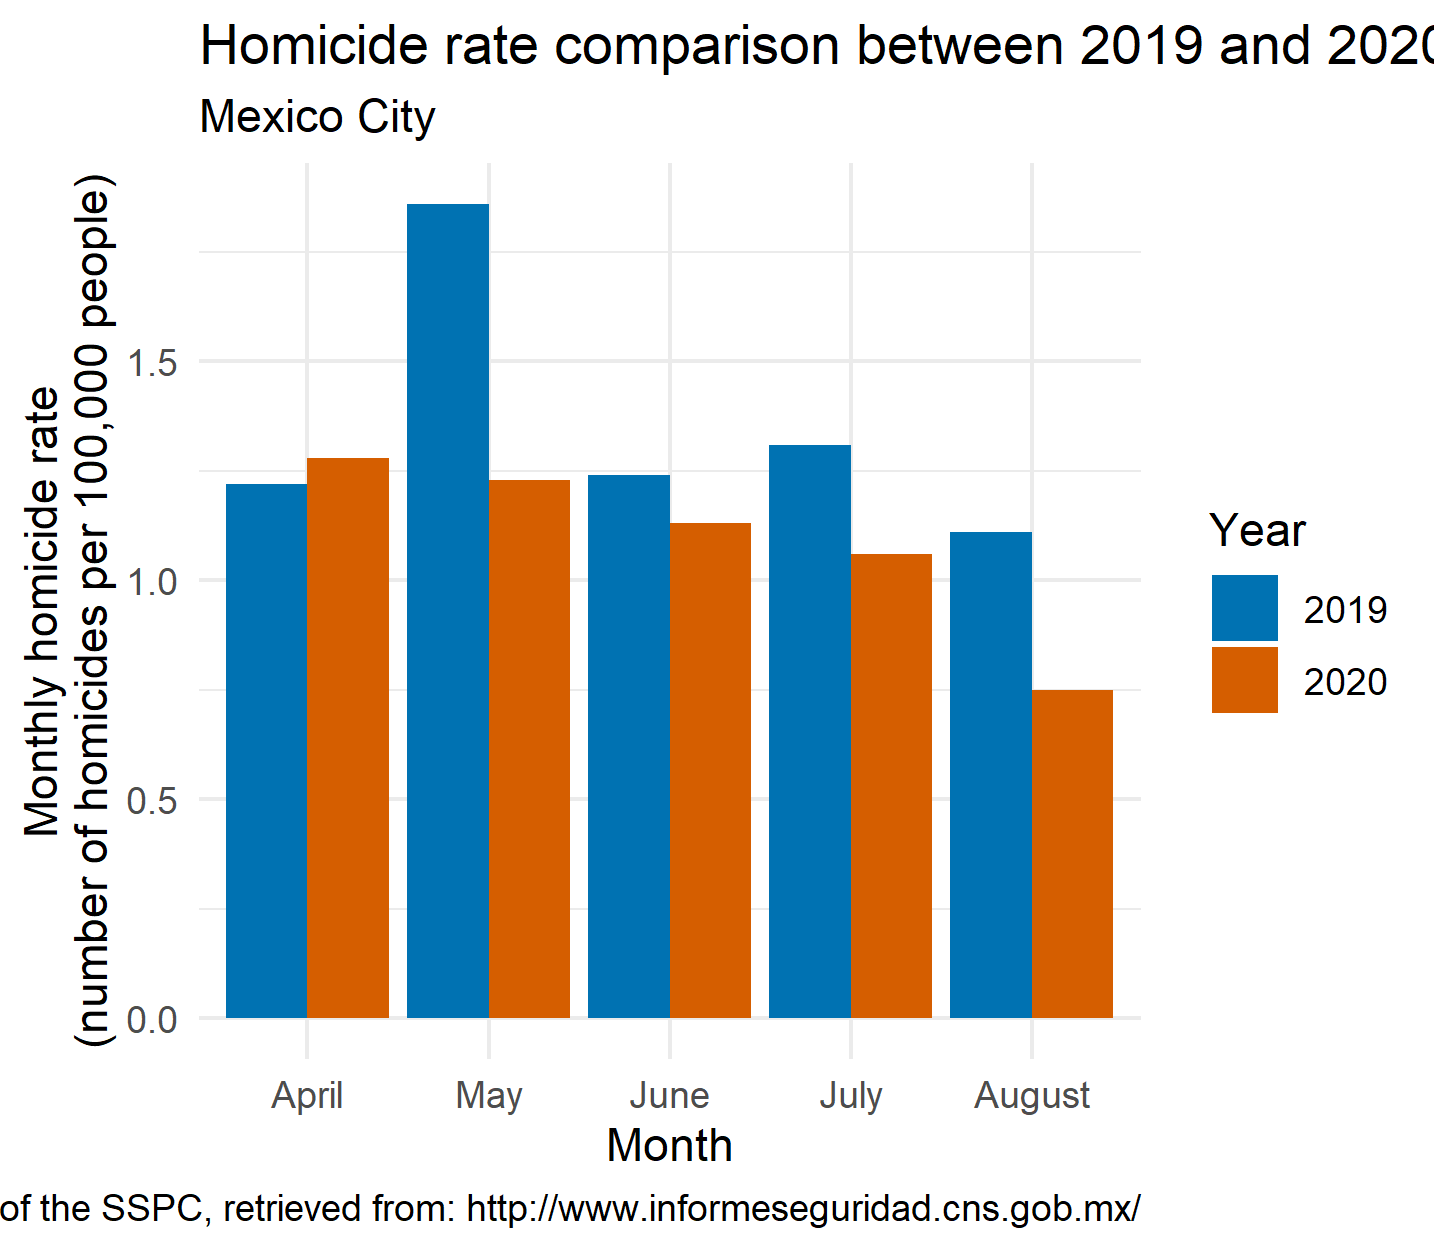 Homicide rate comparison between 2019 and 2020
Mexico City
Monthly homicide rate
(number of homicides per 100,000 people)
1.5
1.0
0.5
0.0
April May June July August
Month
Year
2019
2020
of the SSPC, retrieved from: http://www.informeseguridad.cns.gob.mx/